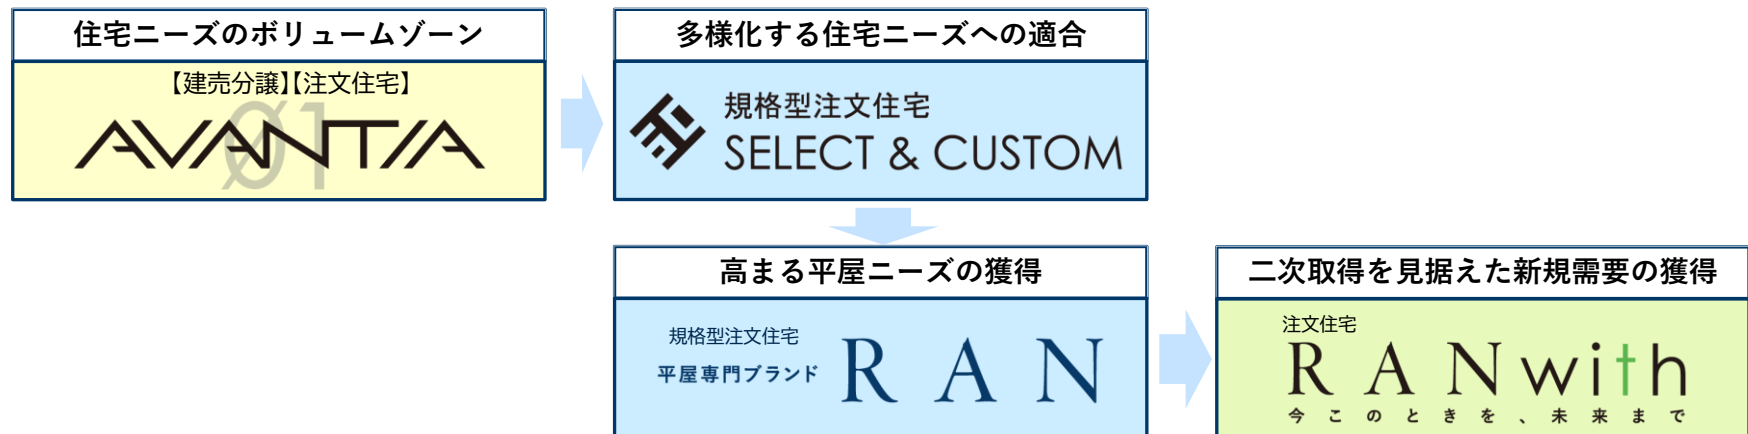 住宅ニーズのボリュームゾーン
【建売分譲】【注文住宅】
01
AVANTIA
多様化する住宅ニーズへの適合
規格型注文住宅
SELECT & CUSTOM
高まる平屋ニーズの獲得
規格型注文住宅
平屋専門ブランド
RAN
二次取得を見据えた新規需要の獲得
注文住宅
RANwith
今このときを、未来まで